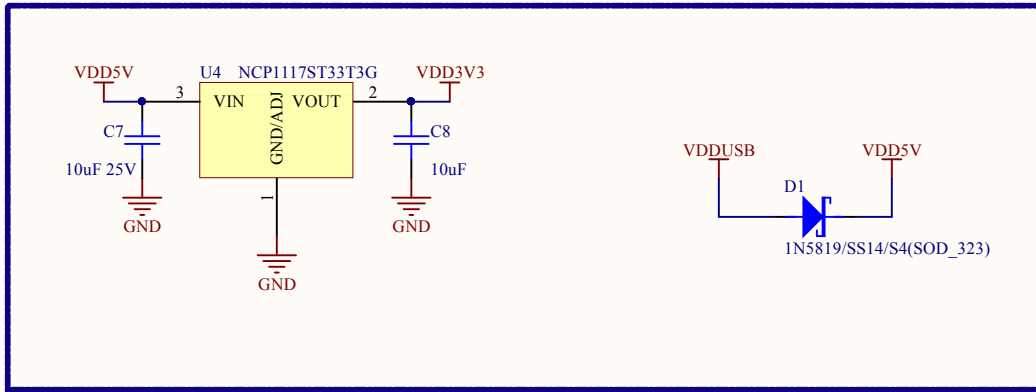 VDD5V
U4 NCP1117ST33T3G
VDD3V3
3
VIN
GND/ADJ
VOUT
2
C7
10uF 25V
GND
1
GND
C8
10uF
GND
VDDUSB
VDD5V
D1
1N5819/SS14/S4(SOD_323)